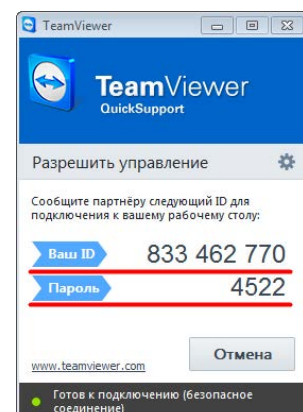 TeamViewer
TeamViewer
QuickSupport
Разрешить управление
Сообщите партнёру следующий ID для
подключения к вашему рабочему столу:
Ваш ID 833 462 770
Пароль 4522
www.teamviewer.com Отмена
Готов к подключению (безопасное
соединение)